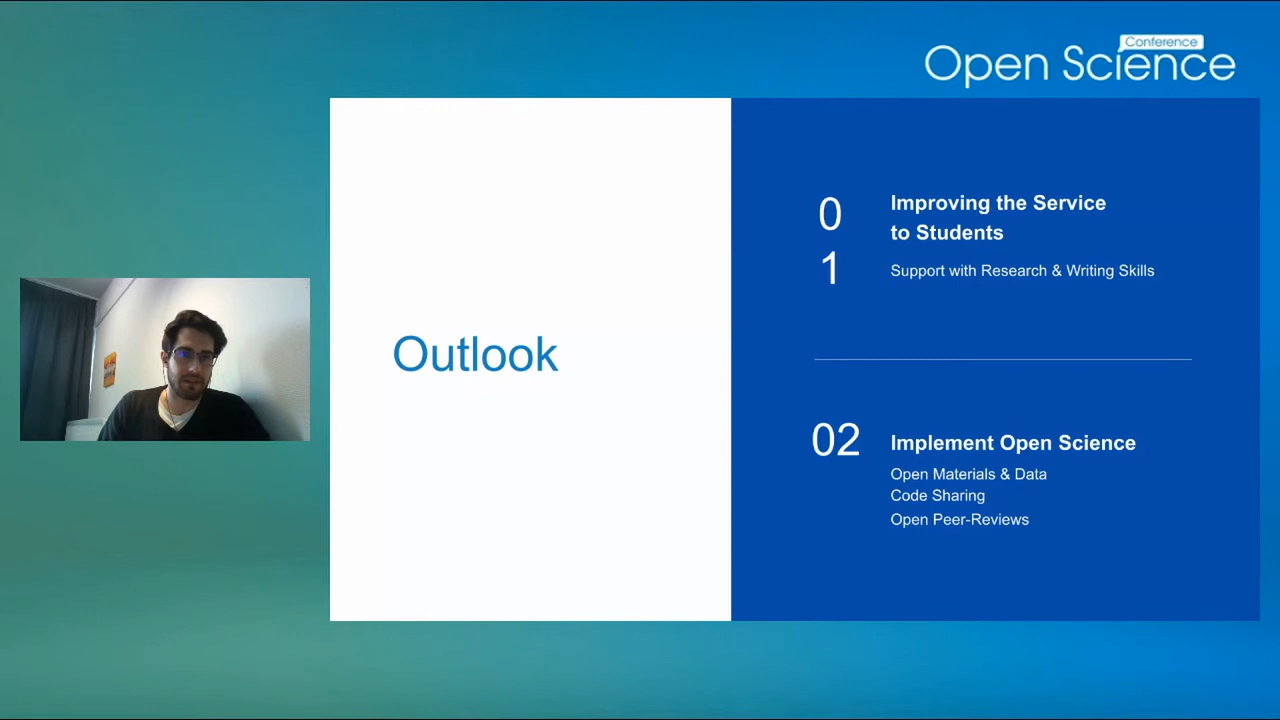 Conference
Open Science
Outlook
0
1
Improving the Service
to Students
Support with Research & Writing Skills
02
Implement Open Science
Open Materials & Data
Code Sharing
Open Peer-Reviews